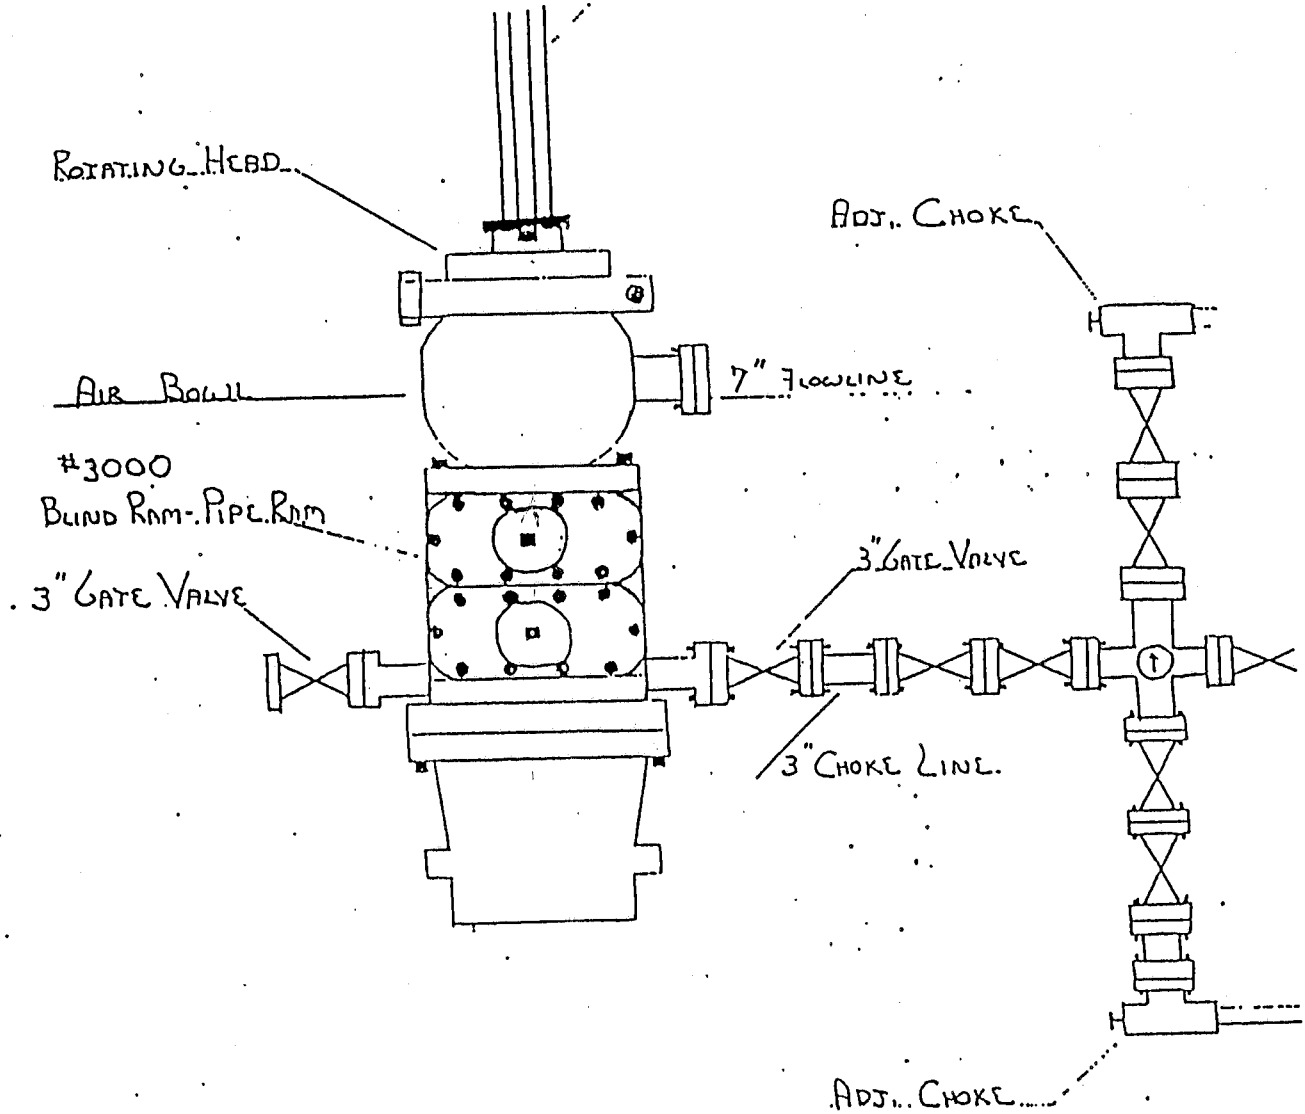 ROTATING HEAD
ADJ. CHOKE
AIR BOWL
7" FLOWLINE
#3000
BLIND RAM-PIPE RAM
3" GATE VALVE
3" GATE VALVE
3" CHOKE LINE
ADJ. CHOKE